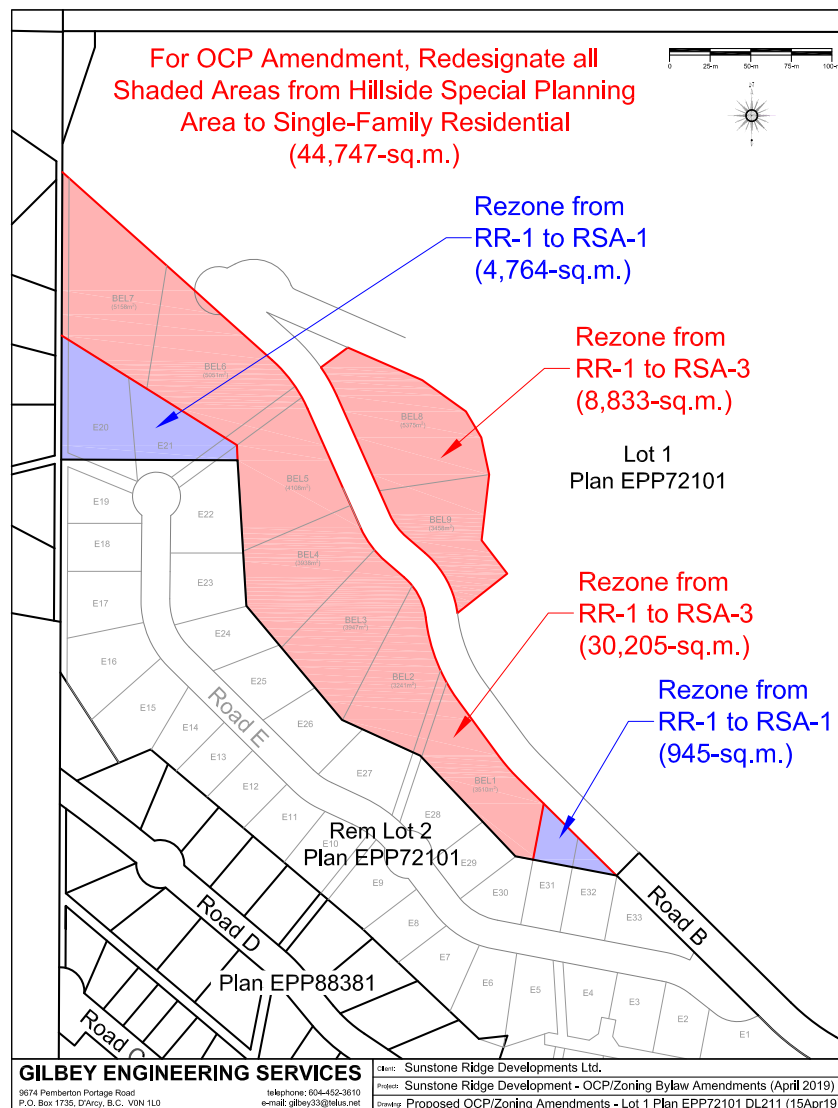 For OCP Amendment, Redesignate all
Shaded Areas from Hillside Special Planning
Area to Single-Family Residential
(44,747-sq.m.)
0 25-m 50-m 75-m
Rezone from
RR-1 to RSA-1
(4,764-sq.m.)
Rezone from
RR-1 to RSA-3
(8,833-sq.m.)
Lot 1
Plan EPP72101
Rezone from
RR-1 to RSA-3
(30,205-sq.m.)
Rezone from
RR-1 to RSA-1
(945-sq.m.)
BEL7
BEL6
BEL8
BEL5
BEL9
BEL4
BEL3
BEL2
BEL1
E20
E21
E19
E22
E18
E23
E17
E24
E16
E25
E15
E26
E14
E13
E27
E12
E28
E11
E10
E29
E9
E30
E31
E32
E8
E33
E7
E6
E5
E4
E3
E2
E1
Road E
Rem Lot 2
Plan EPP72101
Road B
Road D
Plan EPP88381
Road C
GILBEY ENGINEERING SERVICES
9674 Pemberton Portage Road
P.O. Box 1735, D'Arcy, B.C. V0N 1L0
telephone: 604-452-3610
e-mail: gilbey33@telus.net
Client: Sunstone Ridge Developments Ltd.
Project: Sunstone Ridge Development - OCP/Zoning Bylaw Amendments (April 2019)
Drawing: Proposed OCP/Zoning Amendments - Lot 1 Plan EPP72101 DL211 (15Apr19